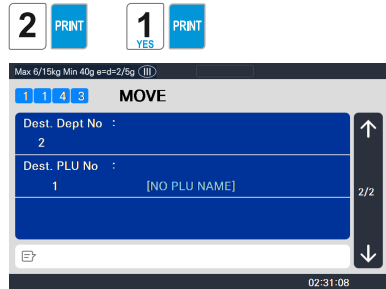 2 PRINT 1 YES PRINT
Max 6/15kg Min 40g e=d=2/5g (III)
1 1 4 3 MOVE
Dest. Dept No :
2
Dest. PLU No :
1 [NO PLU NAME]
2/2
02:31:08